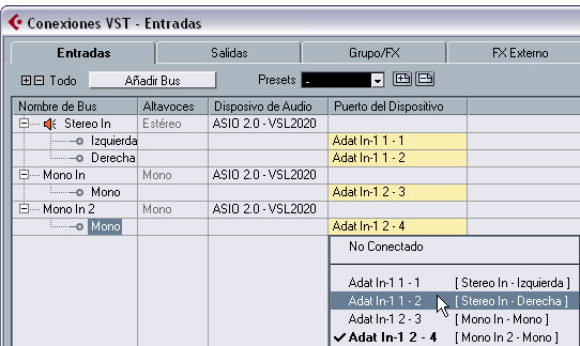 Conexiones VST - Entradas
Entradas Salidas Grupo/FX FX Externo
Todo Añadir Bus Presets -
Nombre de Bus Altavoces Disposivo de Audio Puerto del Dispositivo
Stereo In Estéreo ASIO 2.0 - VSL2020
Izquierda Adat In-1 1 - 1
Derecha Adat In-1 1 - 2
Mono In Mono ASIO 2.0 - VSL2020
Mono Adat In-1 2 - 3
Mono In 2 Mono ASIO 2.0 - VSL2020
Mono Adat In-1 2 - 4
No Conectado
Adat In-1 1 - 1 [ Stereo In - Izquierda ]
Adat In-1 1 - 2 [ Stereo In - Derecha ]
Adat In-1 2 - 3 [ Mono In - Mono ]
Adat In-1 2 - 4 [ Mono In 2 - Mono ]